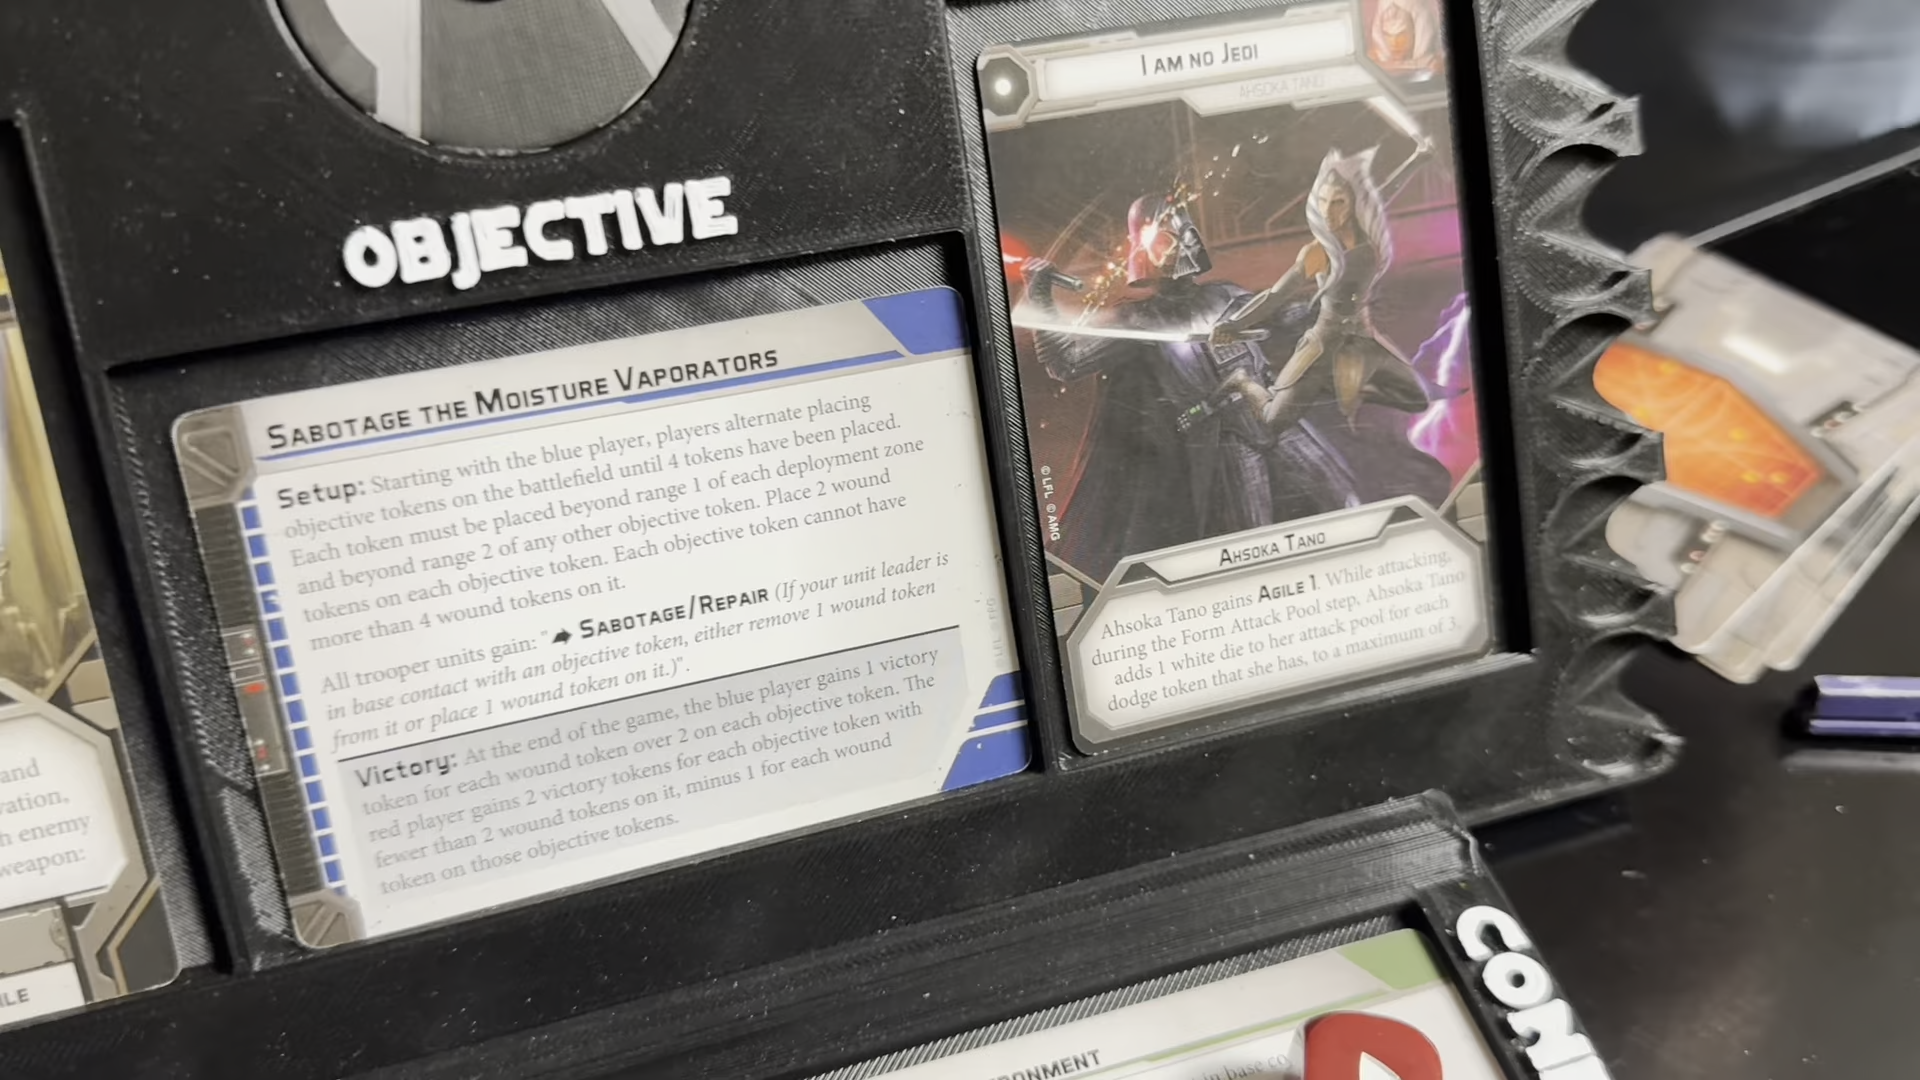 OBJECTIVE
SABOTAGE THE MOISTURE VAPORATORS
Setup: Starting with the blue player, players alternate placing
objective tokens on the battlefield until 4 tokens have been placed.
Each token must be placed beyond range 1 of each deployment zone
and beyond range 2 of any other objective token. Place 2 wound
tokens on each objective token. Each objective token cannot have
more than 4 wound tokens on it.
All trooper units gain: " SABOTAGE/REPAIR (If your unit leader is
in base contact with an objective token, either remove 1 wound token
from it or place 1 wound token on it.)".
Victory: At the end of the game, the blue player gains 1 victory
token for each wound token over 2 on each objective token. The
red player gains 2 victory tokens for each objective token with
fewer than 2 wound tokens on it, minus 1 for each wound
token on those objective tokens.
© LFL © FFG
I AM NO JEDI
AHSOKA TANO
© LFL © AMG
AHSOKA TANO
Ahsoka Tano gains AGILE 1. While attacking,
during the Form Attack Pool step, Ahsoka Tano
adds 1 white die to her attack pool for each
dodge token that she has, to a maximum of 3.
and
enemy
weapon:
CON
in base